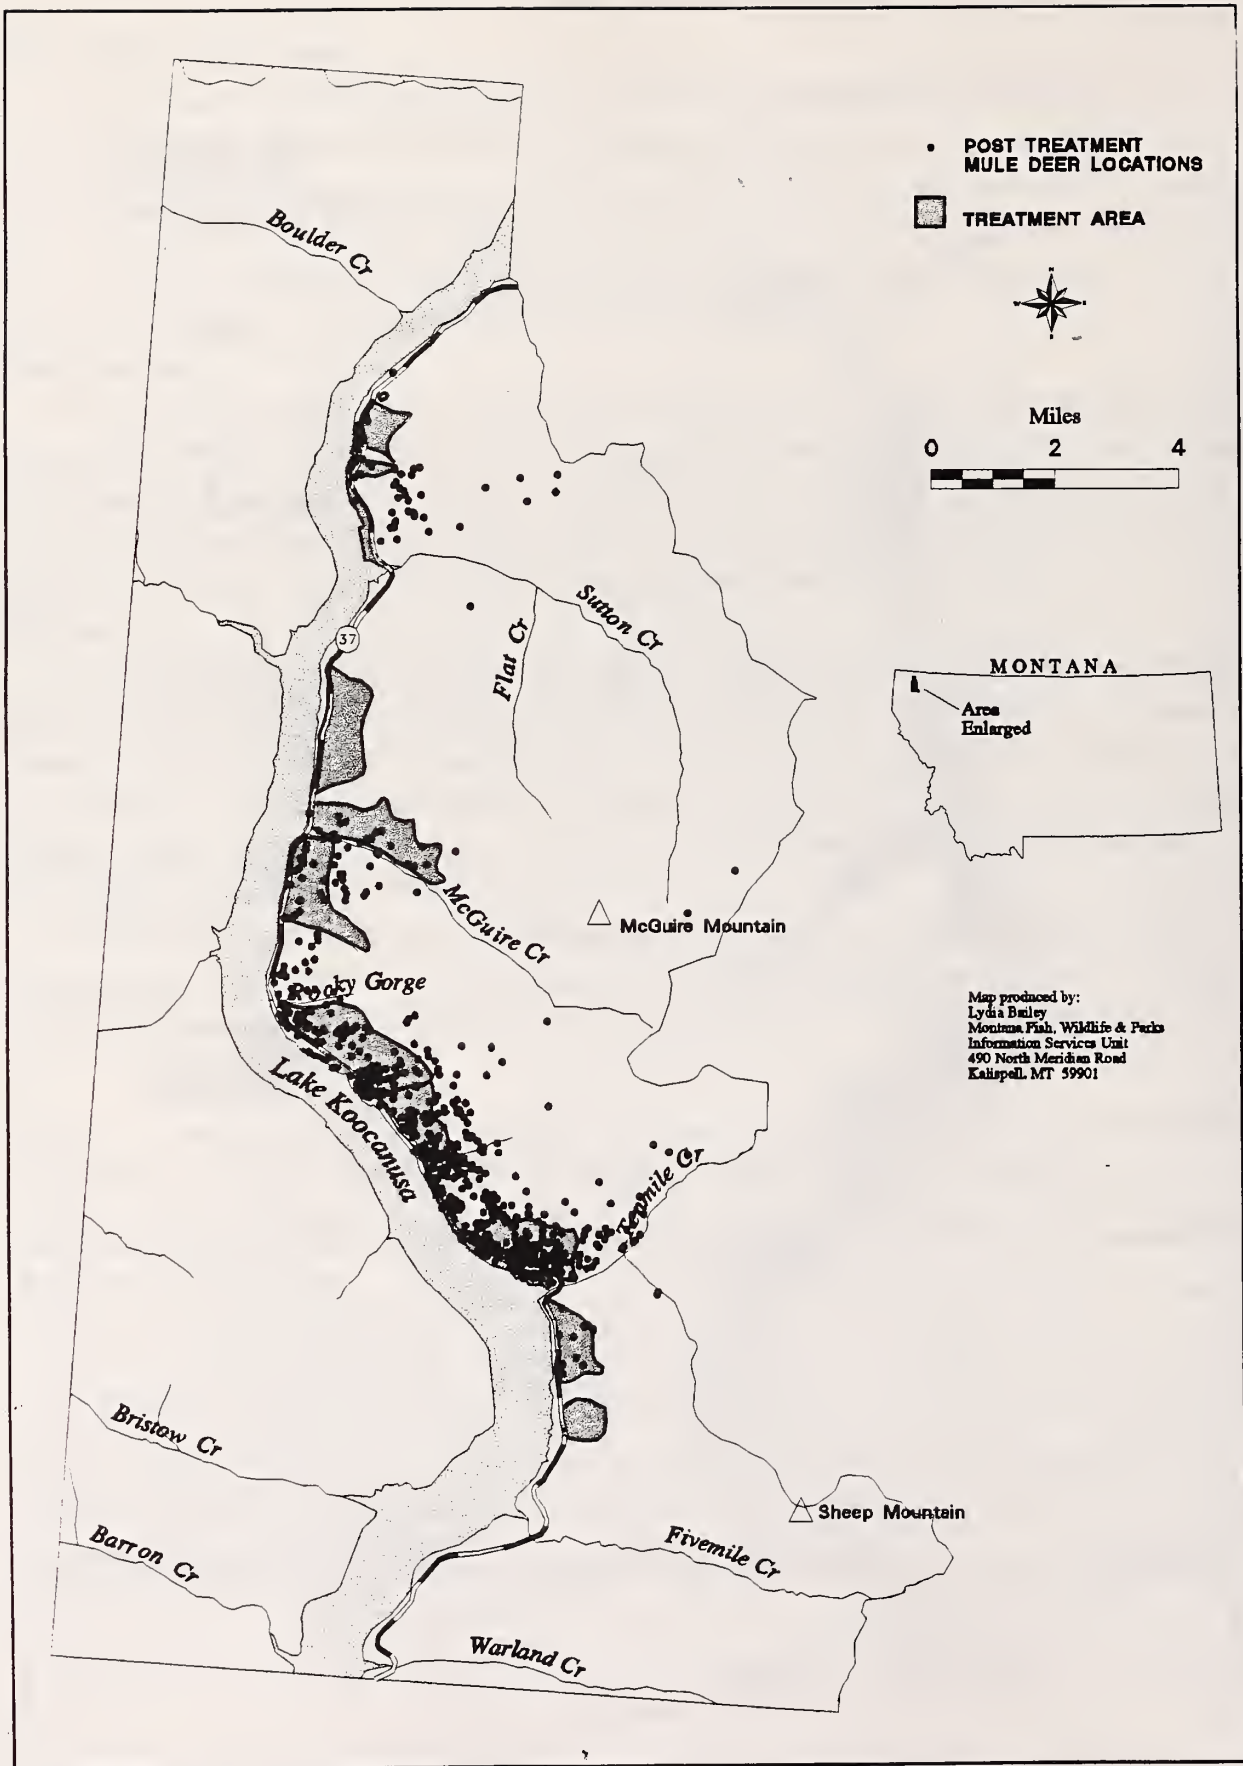 POST TREATMENT
MULE DEER LOCATIONS
TREATMENT AREA
N
W
E
S
Miles
0 2 4
Boulder Cr
Sutton Cr
Flat Cr
37
MONTANA
Area
Enlarged
McGuire Cr
McGuire Mountain
Rocky Gorge
Map produced by:
Lydia Bailey
Montana Fish, Wildlife & Parks
Information Services Unit
490 North Meridian Road
Kalispell, MT 59901
Lake Koocanusa
Tenmile Cr
Bristow Cr
Sheep Mountain
Barron Cr
Fivemile Cr
Warland Cr